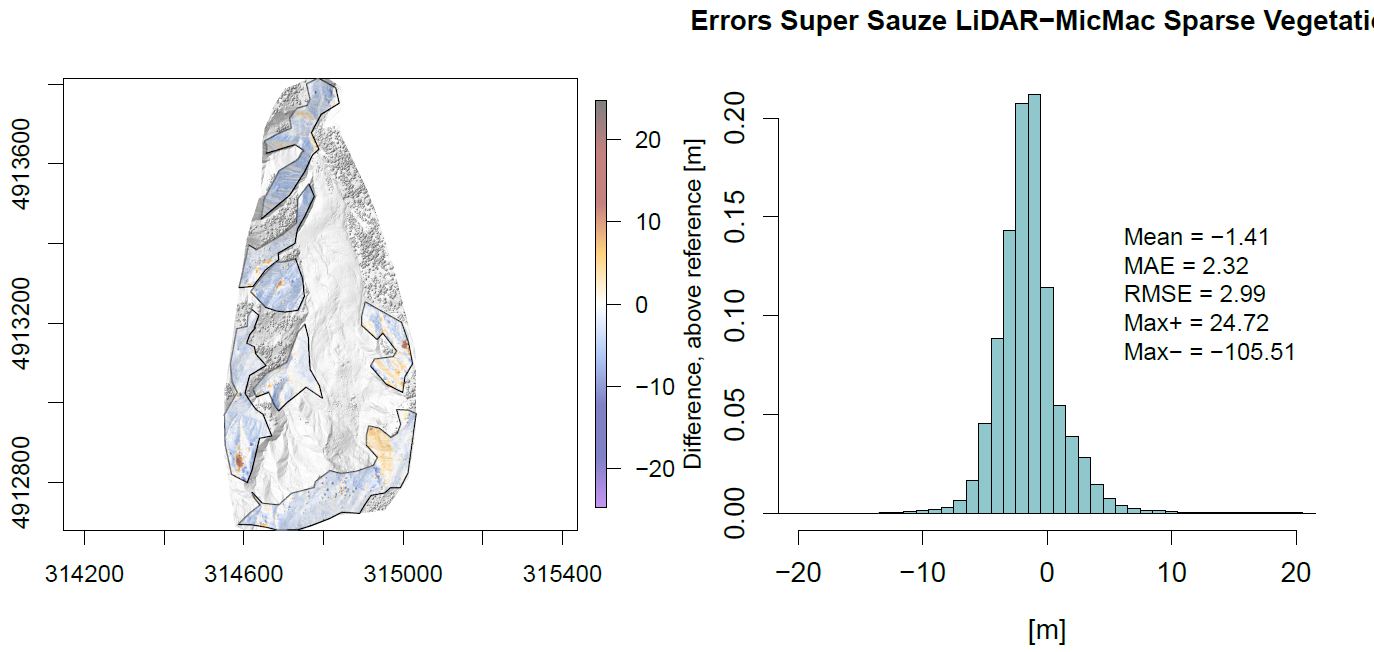 Errors Super Sauze LiDAR−MicMac Sparse Vegetati
4912800 4913200 4913600
314200 314600 315000 315400
20
10
0
−10
−20
Difference, above reference [m]
0.00 0.05 0.10 0.15 0.20
Mean = −1.41
MAE = 2.32
RMSE = 2.99
Max+ = 24.72
Max− = −105.51
−20 −10 0 10 20
[m]